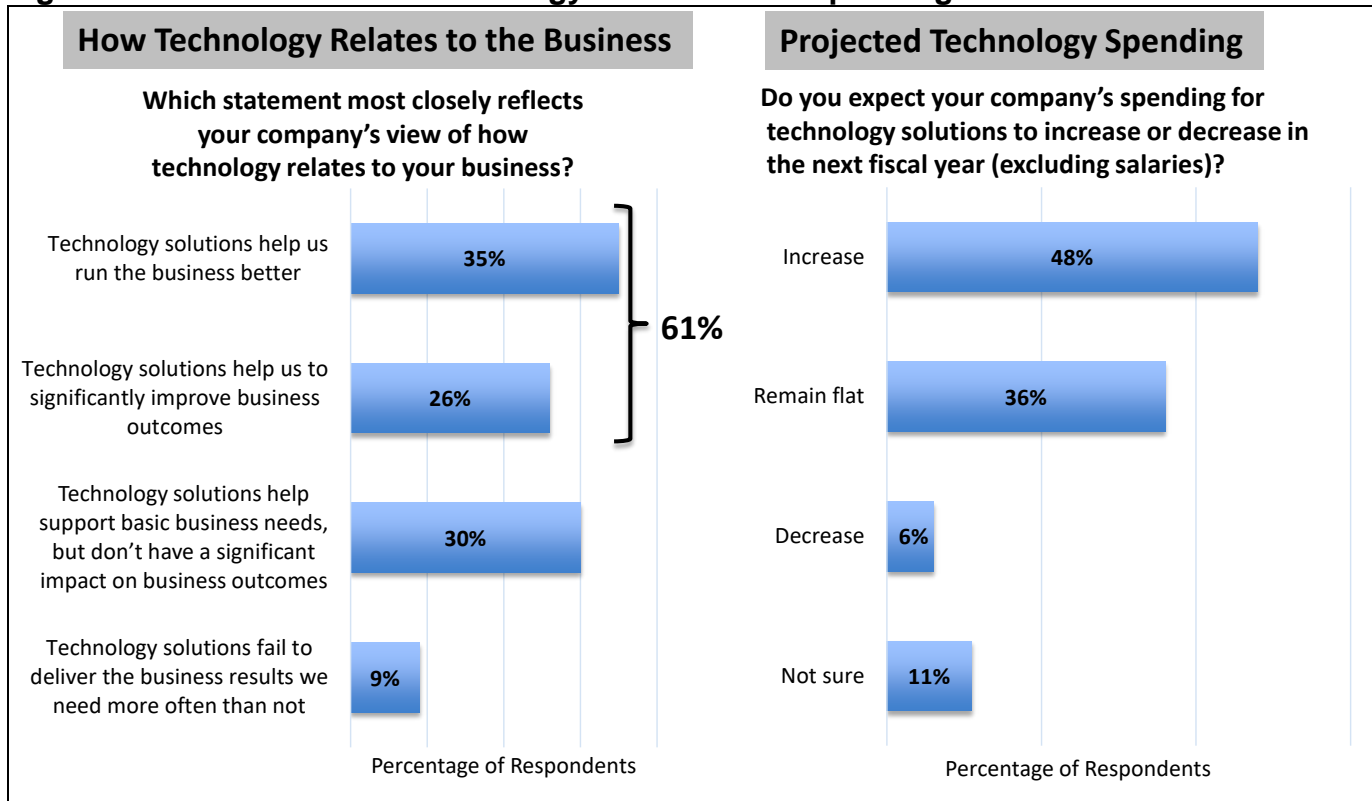 How Technology Relates to the Business
Which statement most closely reflects
your company's view of how
technology relates to your business?
Technology solutions help us
run the business better
35%
Technology solutions help us to
significantly improve business
outcomes
26%
61%
Technology solutions help
support basic business needs,
but don't have a significant
impact on business outcomes
30%
Technology solutions fail to
deliver the business results we
need more often than not
9%
Percentage of Respondents
Projected Technology Spending
Do you expect your company's spending for
technology solutions to increase or decrease in
the next fiscal year (excluding salaries)?
Increase
48%
Remain flat
36%
Decrease
6%
Not sure
11%
Percentage of Respondents